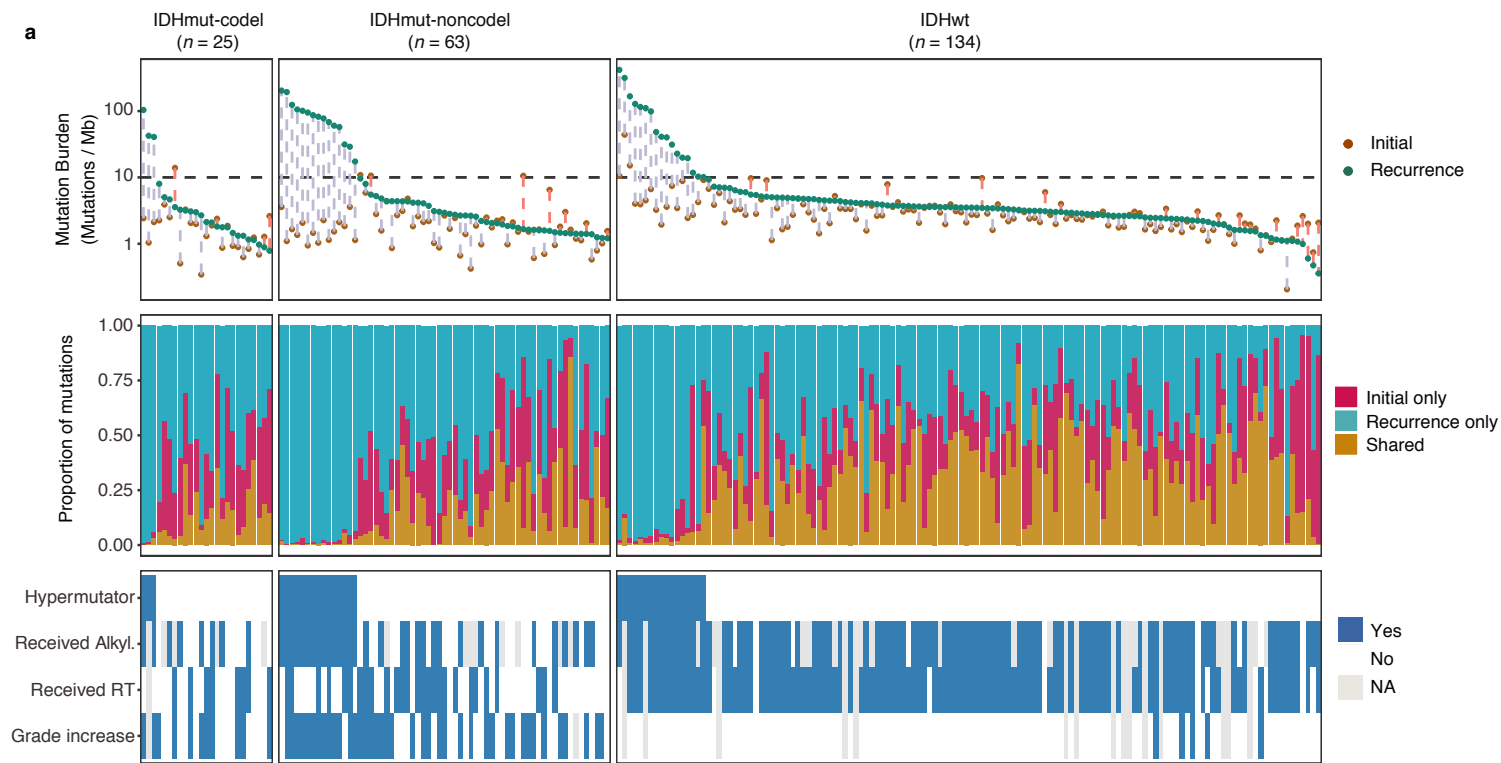 a
IDHmut-codel
(n = 25)
IDHmut-noncodel
(n = 63)
IDHwt
(n = 134)
Mutation Burden
(Mutations / Mb)
100
10
1
Initial
Recurrence
Proportion of mutations
1.00
0.75
0.50
0.25
0.00
Initial only
Recurrence only
Shared
Hypermutator
Received Alkyl.
Received RT
Grade increase
Yes
No
NA